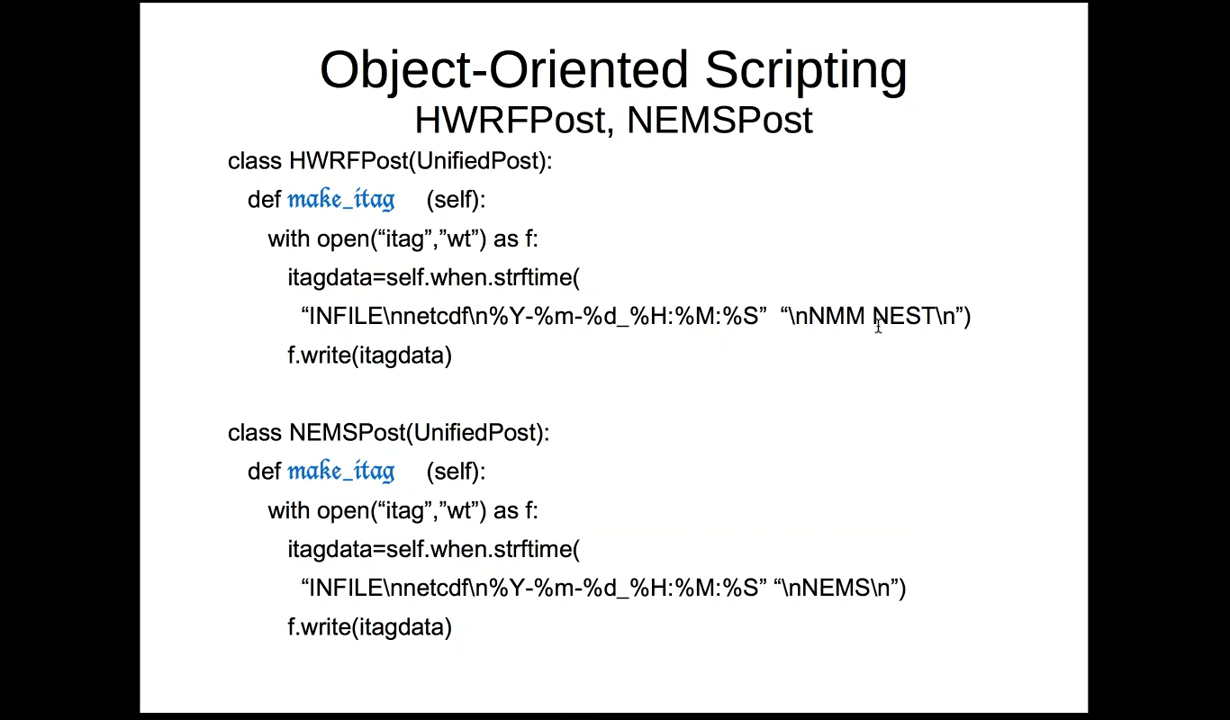 Object-Oriented Scripting
HWRFPost, NEMSPost
class HWRFPost(UnifiedPost):
def make_itag (self):
with open(“itag”,”wt”) as f:
itagdata=self.when.strftime(
“INFILE\nnetcdf\n%Y-%m-%d_%H:%M:%S” “\nNMM NEST\n”)
f.write(itagdata)
class NEMSPost(UnifiedPost):
def make_itag (self):
with open(“itag”,”wt”) as f:
itagdata=self.when.strftime(
“INFILE\nnetcdf\n%Y-%m-%d_%H:%M:%S” “\nNEMS\n”)
f.write(itagdata)